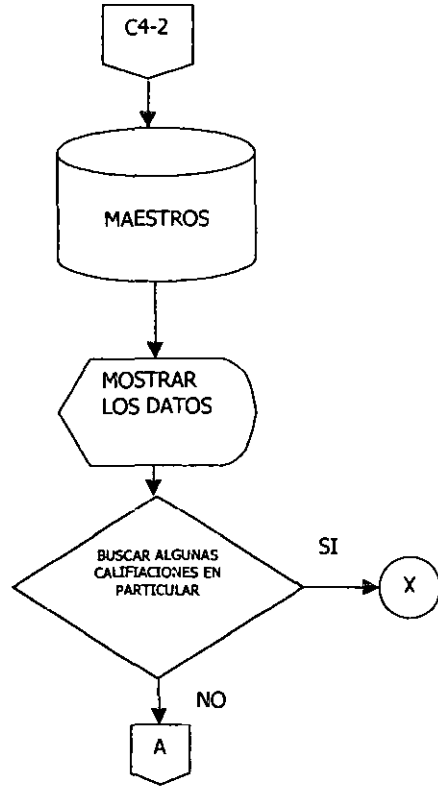 C4-2
MAESTROS
MOSTRAR
LOS DATOS
BUSCAR ALGUNAS
CALIFIACIONES EN
PARTICULAR
SI
X
NO
A